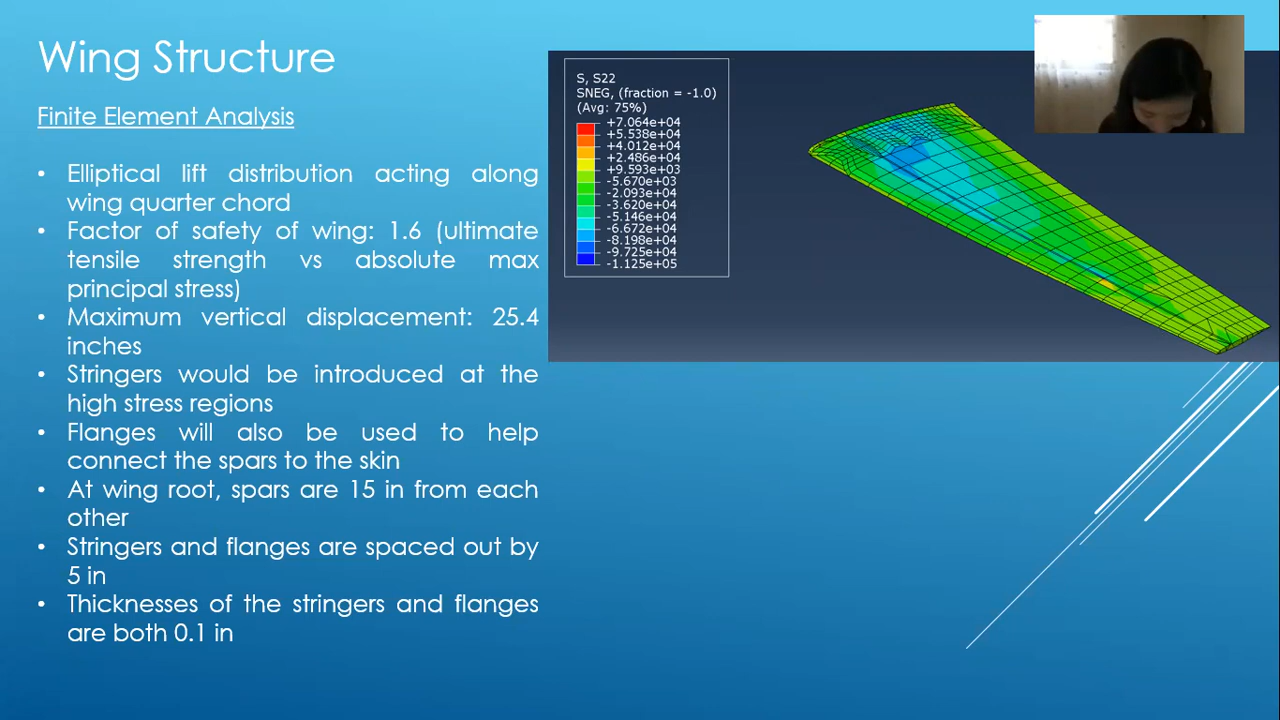 Wing Structure
Finite Element Analysis
• Elliptical lift distribution acting along
wing quarter chord
• Factor of safety of wing: 1.6 (ultimate
tensile strength vs absolute max
principal stress)
• Maximum vertical displacement: 25.4
inches
• Stringers would be introduced at the
high stress regions
• Flanges will also be used to help
connect the spars to the skin
• At wing root, spars are 15 in from each
other
• Stringers and flanges are spaced out by
5 in
• Thicknesses of the stringers and flanges
are both 0.1 in
S, S22
SNEG, (fraction = -1.0)
(Avg: 75%)
+7.064e+04
+5.538e+04
+4.012e+04
+2.486e+04
+9.593e+03
-5.670e+03
-2.093e+04
-3.620e+04
-5.146e+04
-6.672e+04
-8.198e+04
-9.725e+04
-1.125e+05